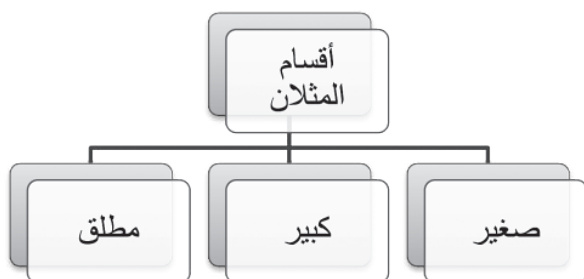 أقسام
المثلان
صغير
كبير
مطلق